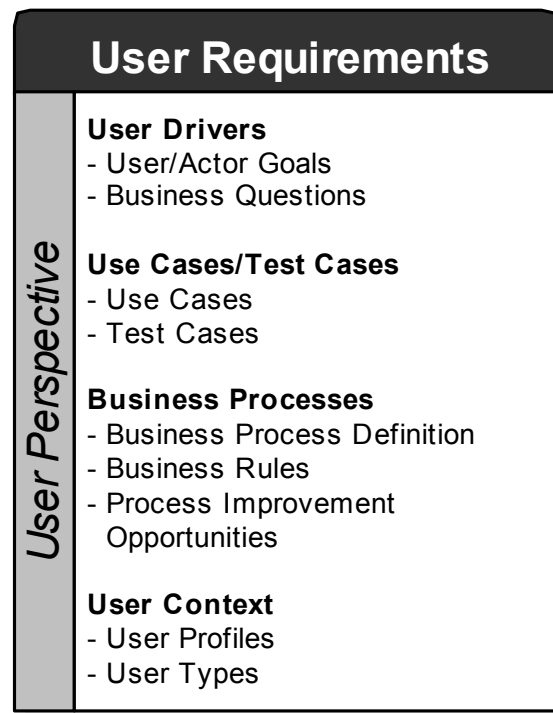 User Requirements
User Perspective
User Drivers
- User/Actor Goals
- Business Questions
Use Cases/Test Cases
- Use Cases
- Test Cases
Business Processes
- Business Process Definition
- Business Rules
- Process Improvement
Opportunities
User Context
- User Profiles
- User Types